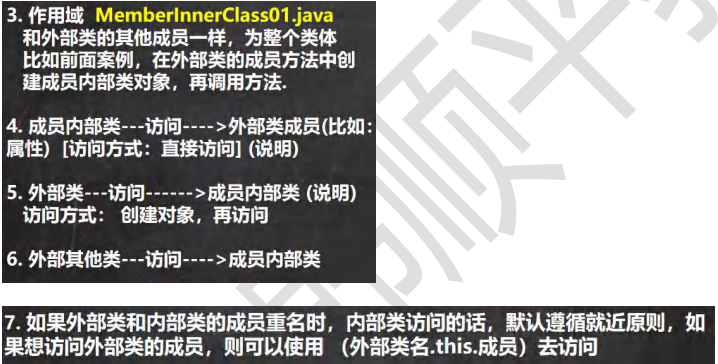 3. 作用域 MemberInnerClass01.java
和外部类的其他成员一样，为整个类体
比如前面案例，在外部类的成员方法中创
建成员内部类对象，再调用方法.
4. 成员内部类---访问---->外部类成员(比如：
属性）[访问方式：直接访问] (说明)
5. 外部类---访问------>成员内部类 (说明)
访问方式： 创建对象，再访问
6. 外部其他类---访问---->成员内部类
7. 如果外部类和内部类的成员重名时，内部类访问的话，默认遵循就近原则，如
果想访问外部类的成员，则可以使用 （外部类名.this.成员）去访问